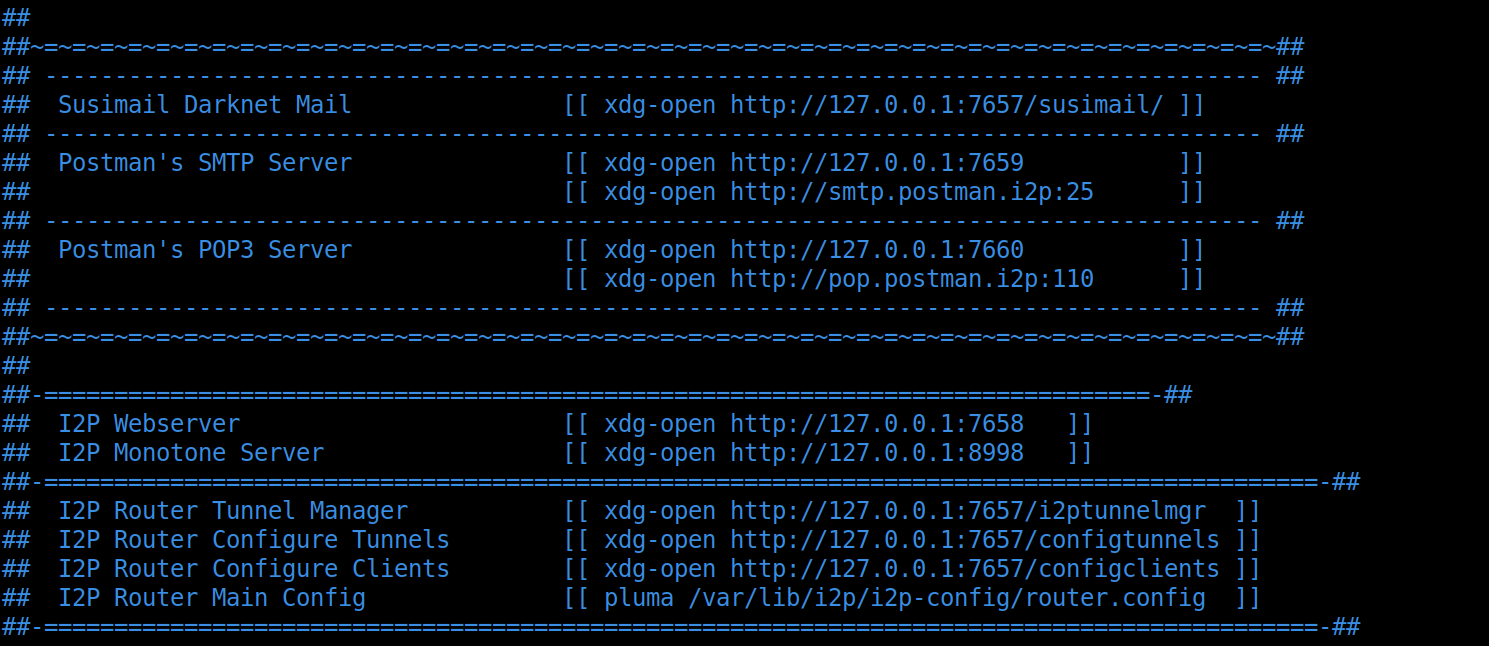 ##
##~=~=~=~=~=~=~=~=~=~=~=~=~=~=~=~=~=~=~=~=~=~=~=~=~=~=~=~=~=~=~=~=~=~=~=~=~=~=~=~=~=~=~=~=~##
## --------------------------------------------------------------------------------------- ##
##  Susimail Darknet Mail               [[ xdg-open http://127.0.0.1:7657/susimail/ ]]
## --------------------------------------------------------------------------------------- ##
##  Postman's SMTP Server               [[ xdg-open http://127.0.0.1:7659           ]]
##                                      [[ xdg-open http://smtp.postman.i2p:25      ]]
## --------------------------------------------------------------------------------------- ##
##  Postman's POP3 Server               [[ xdg-open http://127.0.0.1:7660           ]]
##                                      [[ xdg-open http://pop.postman.i2p:110      ]]
## --------------------------------------------------------------------------------------- ##
##~=~=~=~=~=~=~=~=~=~=~=~=~=~=~=~=~=~=~=~=~=~=~=~=~=~=~=~=~=~=~=~=~=~=~=~=~=~=~=~=~=~=~=~=~##
##
##-===============================================================================-##
##  I2P Webserver                       [[ xdg-open http://127.0.0.1:7658   ]]
##  I2P Monotone Server                 [[ xdg-open http://127.0.0.1:8998   ]]
##-===========================================================================================-##
##  I2P Router Tunnel Manager           [[ xdg-open http://127.0.0.1:7657/i2ptunnelmgr  ]]
##  I2P Router Configure Tunnels        [[ xdg-open http://127.0.0.1:7657/configtunnels ]]
##  I2P Router Configure Clients        [[ xdg-open http://127.0.0.1:7657/configclients ]]
##  I2P Router Main Config              [[ pluma /var/lib/i2p/i2p-config/router.config  ]]
##-===========================================================================================-##